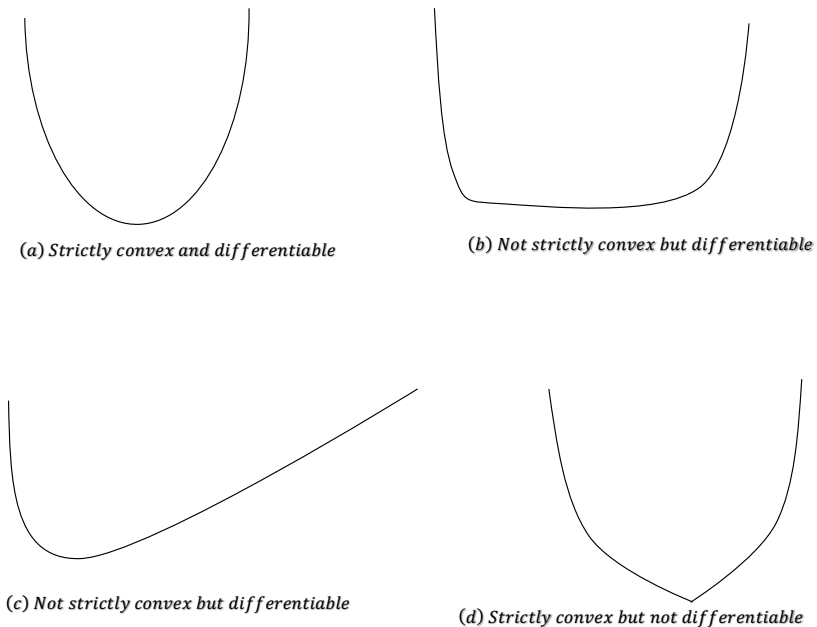 (a) Strictly convex and differentiable
(b) Not strictly convex but differentiable
(c) Not strictly convex but differentiable
(d) Strictly convex but not differentiable